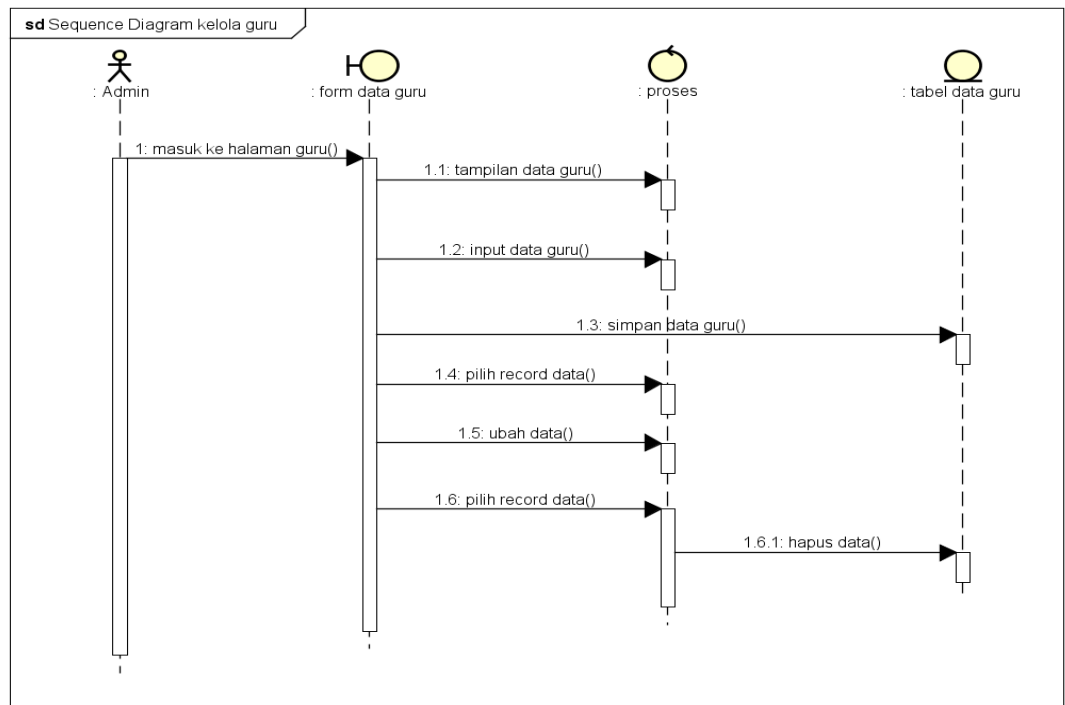 sd Sequence Diagram kelola guru
: Admin
: form data guru
: proses
: tabel data guru
1: masuk ke halaman guru()
1.1: tampilan data guru()
1.2: input data guru()
1.3: simpan data guru()
1.4: pilih record data()
1.5: ubah data()
1.6: pilih record data()
1.6.1: hapus data()